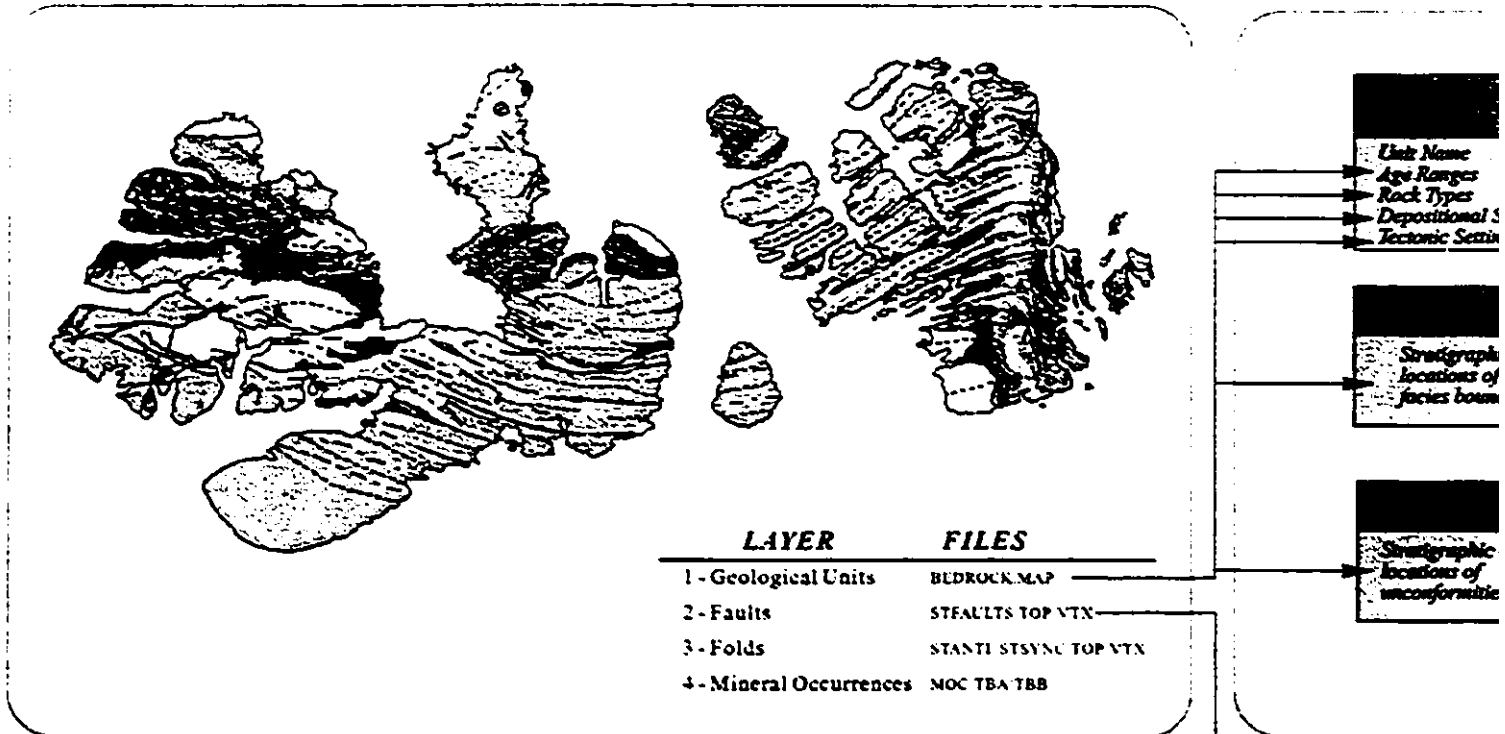 LAYER FILES
1 - Geological Units BEDROCK.MAP
2 - Faults STFAULTS TOP VTX
3 - Folds STANTI STSYNC TOP VTX
4 - Mineral Occurrences MOC TBA TBB
Unit Name
Age Ranges
Rock Types
Depositional S
Tectonic Settin
Stratigraphi
locations of
facies boun
Stratigraphic
locations of
unconformitie